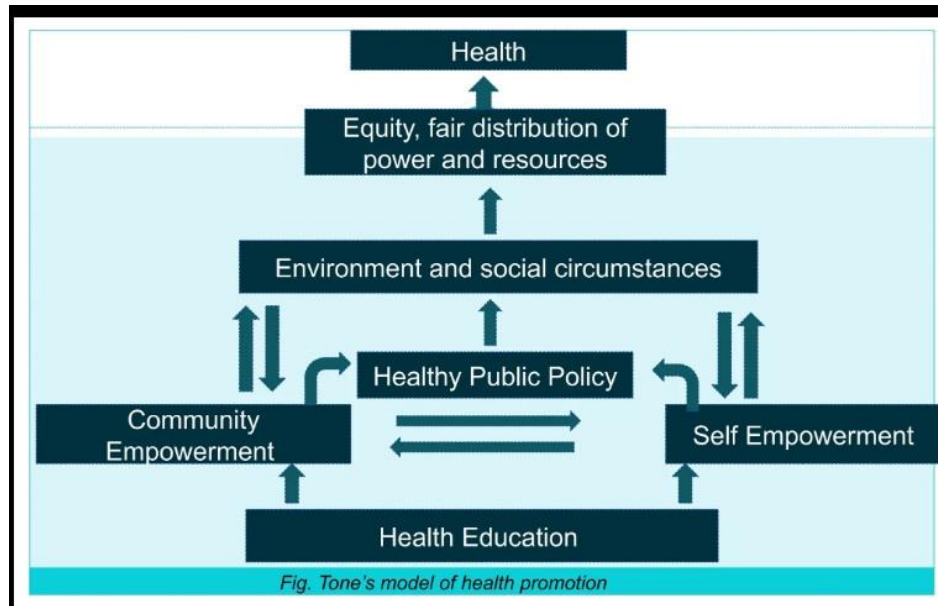 Health
Equity, fair distribution of
power and resources
Environment and social circumstances
Healthy Public Policy
Community
Empowerment
Self Empowerment
Health Education
Fig. Tone's model of health promotion